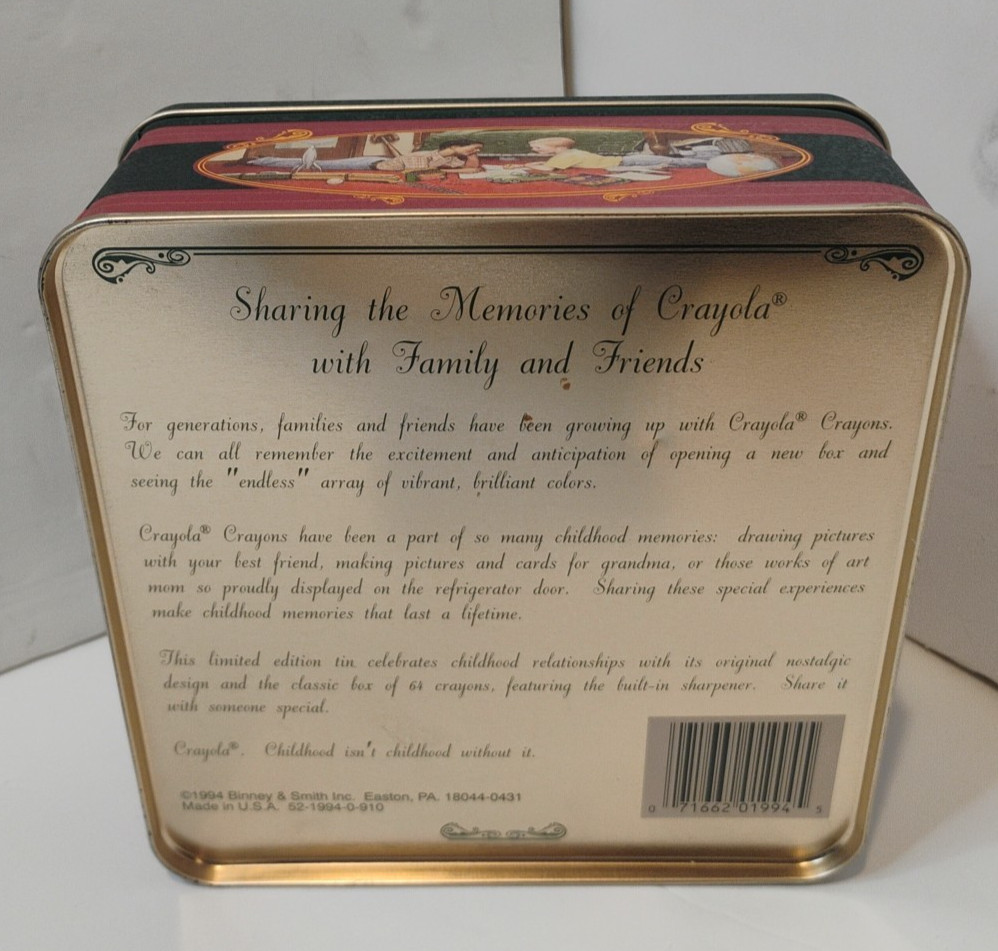 Sharing the Memories of Crayola®
with Family and Friends
For generations, families and friends have been growing up with Crayola® Crayons.
We can all remember the excitement and anticipation of opening a new box and
seeing the "endless" array of vibrant, brilliant colors.
Crayola® Crayons have been a part of so many childhood memories: drawing pictures
with your best friend, making pictures and cards for grandma, or those works of art
mom so proudly displayed on the refrigerator door. Sharing these special experiences
make childhood memories that last a lifetime.
This limited edition tin celebrates childhood relationships with its original nostalgic
design and the classic box of 64 crayons, featuring the built-in sharpener. Share it
with someone special.
Crayola®. Childhood isn't childhood without it.
©1994 Binney & Smith Inc. Easton, PA. 18044-0431
Made in U.S.A. 52-1994-0-910
0 71662 01994 5